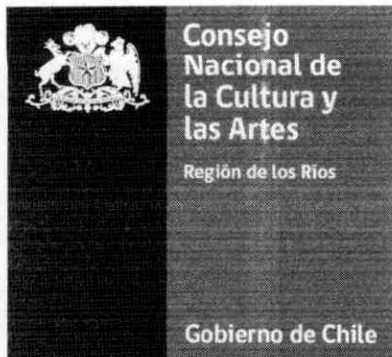 Consejo
Nacional de
la Cultura y
las Artes
Región de los Ríos
Gobierno de Chile